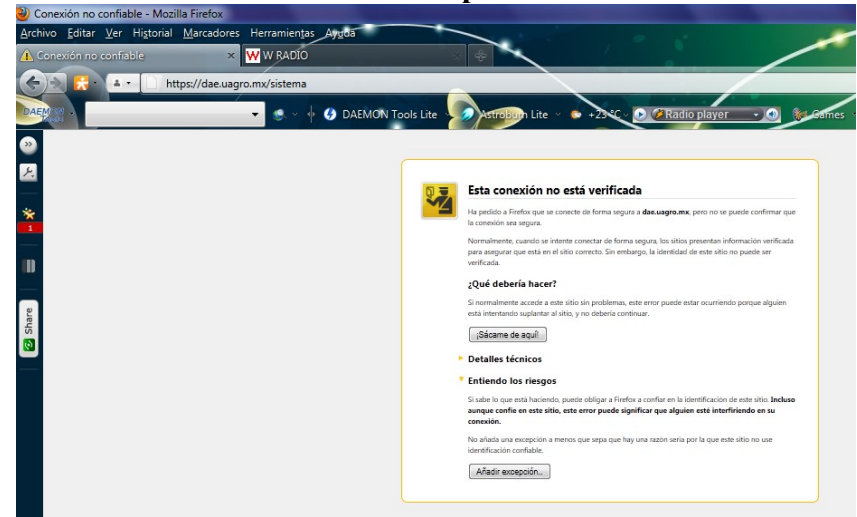 Conexión no confiable - Mozilla Firefox
Archivo Editar Ver Historial Marcadores Herramientas Ayuda
Conexión no confiable × W W RADIO
https://dae.uagro.mx/sistema
DAEMON Tools Lite Astroburn Lite +23 °C Radio player Games
1
Share
Esta conexión no está verificada
Ha pedido a Firefox que se conecte de forma segura a dae.uagro.mx, pero no se puede confirmar que
la conexión sea segura.
Normalmente, cuando se intente conectar de forma segura, los sitios presentan información verificada
para asegurar que está en el sitio correcto. Sin embargo, la identidad de este sitio no puede ser
verificada.
¿Qué debería hacer?
Si normalmente accede a este sitio sin problemas, este error puede estar ocurriendo porque alguien
está intentando suplantar al sitio, y no debería continuar.
¡Sácame de aquí!
Detalles técnicos
Entiendo los riesgos
Si sabe lo que está haciendo, puede obligar a Firefox a confiar en la identificación de este sitio. Incluso
aunque confíe en este sitio, este error puede significar que alguien esté interfiriendo en su
conexión.
No añada una excepción a menos que sepa que hay una razón seria por la que este sitio no use
identificación confiable.
Añadir excepción...